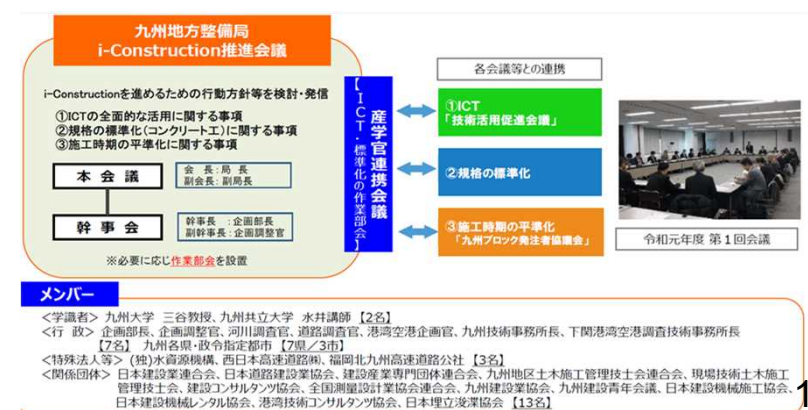 九州地方整備局
i-Construction推進会議
i-Constructionを進めるための行動方針等を検討・発信
①ICTの全面的な活用に関する事項
②規格の標準化(コンクリート工)に関する事項
③施工時期の平準化に関する事項
本会議
会 長:局 長
副会長:副局長
幹事会
幹事長 :企画部長
副幹事長:企画調整官
※必要に応じ作業部会を設置
産学官連携会議
【ICT・標準化の作業部会】
各会議等との連携
①ICT
「技術活用促進会議」
②規格の標準化
③施工時期の平準化
「九州ブロック発注者協議会」
令和元年度 第1回会議
メンバー
<学識者> 九州大学 三谷教授、九州共立大学 水井講師 【2名】
<行 政> 企画部長、企画調整官、河川調査官、道路調査官、港湾空港企画官、九州技術事務所長、下関港湾空港調査技術事務所長
【7名】 九州各県・政令指定都市 【7県/3市】
<特殊法人等> (独)水資源機構、西日本高速道路㈱、福岡北九州高速道路公社 【3名】
<関係団体> 日本建設業連合会、日本道路建設業協会、建設産業専門団体連合会、九州地区土木施工管理技士会連合会、現場技術土木施工
管理技士会、建設コンサルタンツ協会、全国測量設計業協会連合会、九州建設業協会、九州建設青年会議、日本建設機械施工協会、
日本建設機械レンタル協会、港湾技術コンサルタンツ協会、日本埋立浚渫協会 【13名】
1